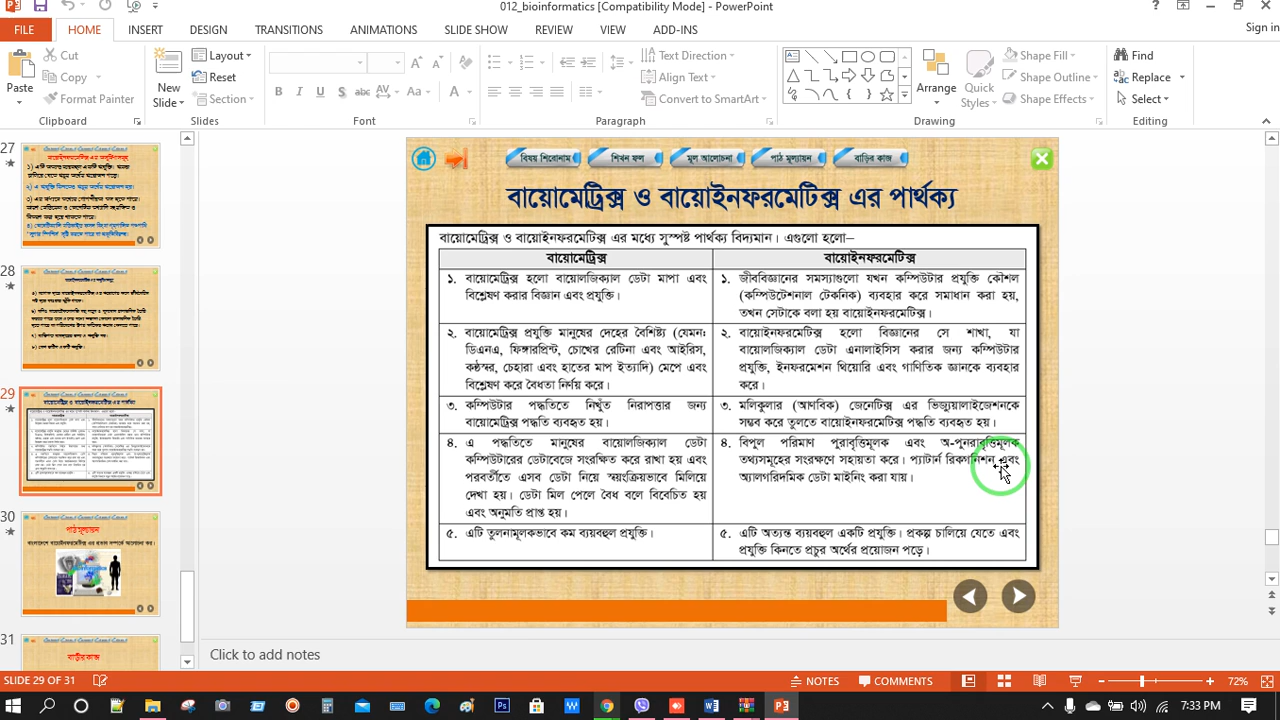 012_bioinformatics [Compatibility Mode] - PowerPoint
FILE HOME INSERT DESIGN TRANSITIONS ANIMATIONS SLIDE SHOW REVIEW VIEW ADD-INS Sign in
Cut
Copy
Format Painter
Paste
Clipboard
New
Slide
Layout
Reset
Section
Slides
Font
Text Direction
Align Text
Convert to SmartArt
Paragraph
Arrange
Quick
Styles
Shape Fill
Shape Outline
Shape Effects
Drawing
Find
Replace
Select
Editing
27
28
29
30
পাঠ মূল্যায়ন
31
বাড়ির কাজ
বিষয় শিরোনাম শিখন ফল মূল আলোচনা পাঠ মূল্যায়ন বাড়ির কাজ
বায়োমেট্রিক্স ও বায়োইনফরমেটিক্স এর পার্থক্য
বায়োমেট্রিক্স ও বায়োইনফরমেটিক্স এর মধ্যে সুস্পষ্ট পার্থক্য বিদ্যমান। এগুলো হলো–
বায়োমেট্রিক্স
১. বায়োমেট্রিক্স হলো বায়োলজিক্যাল ডেটা মাপা এবং
বিশ্লেষণ করার বিজ্ঞান এবং প্রযুক্তি।
২. বায়োমেট্রিক্স প্রযুক্তি মানুষের দেহের বৈশিষ্ট্য (যেমন:
ডিএনএ, ফিঙ্গারপ্রিন্ট, চোখের রেটিনা এবং আইরিস,
কণ্ঠস্বর, চেহারা এবং হাতের মাপ ইত্যাদি) মেপে এবং
বিশ্লেষণ করে বৈধতা নির্ণয় করে।
৩. কম্পিউটার পদ্ধতিতে নিখুঁত নিরাপত্তার জন্য
বায়োমেট্রিক্স পদ্ধতি ব্যবহৃত হয়।
৪. এ পদ্ধতিতে মানুষের বায়োলজিক্যাল ডেটা
কম্পিউটারের ডেটাবেজে সংরক্ষিত করে রাখা হয় এবং
পরবর্তীতে এসব ডেটা নিয়ে স্বয়ংক্রিয়ভাবে মিলিয়ে
দেখা হয়। ডেটা মিল পেলে বৈধ বলে বিবেচিত হয়
এবং অনুমতি প্রাপ্ত হয়।
৫. এটি তুলনামূলকভাবে কম ব্যয়বহুল প্রযুক্তি।
বায়োইনফরমেটিক্স
১. জীববিজ্ঞানের সমস্যাগুলো যখন কম্পিউটার প্রযুক্তি কৌশল
(কম্পিউটেশনাল টেকনিক) ব্যবহার করে সমাধান করা হয়,
তখন সেটাকে বলা হয় বায়োইনফরমেটিক্স।
২. বায়োইনফরমেটিক্স হলো বিজ্ঞানের সে শাখা, যা
বায়োলজিক্যাল ডেটা এনালাইসিস করার জন্য কম্পিউটার
প্রযুক্তি, ইনফরমেশন থিয়োরি এবং গাণিতিক জ্ঞানকে ব্যবহার
করে।
৩. মলিকুলার (আণবিক) জেনেটিক্স এর ভিজ্যুয়ালাইজেশনকে
সম্ভব করে তুলতে বায়োইনফরমেটিক্স পদ্ধতি ব্যবহৃত হয়।
৪. বিপুল পরিমাণ পুরাবৃত্তিমূলক এবং অ-পুনরাবৃত্তিমূলক
তথ্যসমূহের সংরক্ষণে সহায়তা করে। প্যাটার্ন রিকগনিশন এবং
অ্যালগরিদমিক ডেটা মাইনিং করা যায়।
৫. এটি অত্যন্ত ব্যয়বহুল একটি প্রযুক্তি। প্রকল্প চালিয়ে যেতে এবং
প্রযুক্তি কিনতে প্রচুর অর্থের প্রয়োজন পড়ে।
Click to add notes
SLIDE 29 OF 31 NOTES COMMENTS 72%
7:33 PM